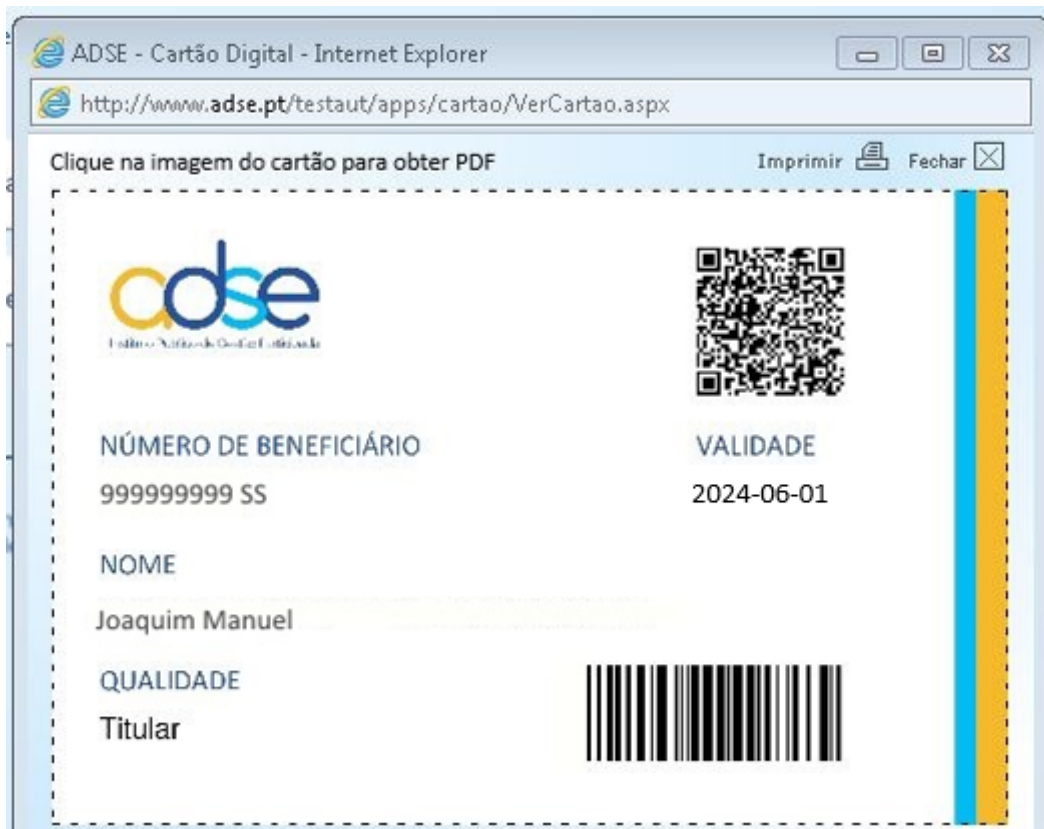 ADSE - Cartão Digital - Internet Explorer
http://www.adse.pt/testaut/apps/cartao/VerCartao.aspx
Clique na imagem do cartão para obter PDF Imprimir Fechar
adse
NÚMERO DE BENEFICIÁRIO VALIDADE
999999999 SS 2024-06-01
NOME
Joaquim Manuel
QUALIDADE
Titular